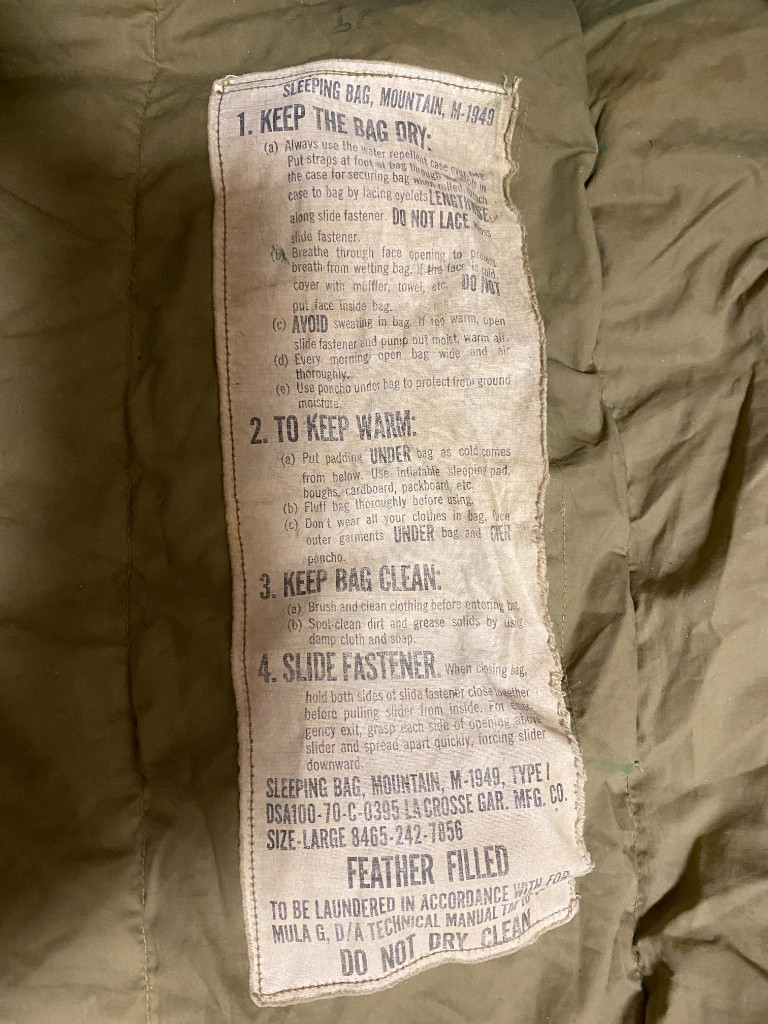 SLEEPING BAG, MOUNTAIN, M-1949
1. KEEP THE BAG DRY:
(a) Always use the water repellent case over bag.
Put straps at foot of bag through in
the case for securing bag when rolled.
case to bag by lacing eyelets LENGTHWISE
along slide fastener. DO NOT LACE
slide fastener.
(b) Breathe through face opening to prevent
breath from wetting bag. If the face is cold
cover with muffler, towel, etc. DO NOT
put face inside bag.
(c) AVOID sweating in bag. If too warm, open
slide fastener and pump out moist, warm air.
(d) Every morning open bag wide and air
thoroughly.
(e) Use poncho under bag to protect from ground
moisture.
2. TO KEEP WARM:
(a) Put padding UNDER bag as cold comes
from below. Use inflatable sleeping pad,
boughs, cardboard, packboard, etc.
(b) Fluff bag thoroughly before using.
(c) Don't wear all your clothes in bag.
outer garments UNDER bag and OVER
poncho.
3. KEEP BAG CLEAN:
(a) Brush and clean clothing before entering bag.
(b) Spot-clean dirt and grease solids by using
damp cloth and soap.
4. SLIDE FASTENER. When closing bag,
hold both sides of slide fastener close together
before pulling slider from inside. For emer-
gency exit, grasp each side of opening above
slider and spread apart quickly, forcing slider
downward.
SLEEPING BAG, MOUNTAIN, M-1949, TYPE I
DSA100-70-C-0395 LA CROSSE GAR. MFG. CO.
SIZE-LARGE 8465-242-7856
FEATHER FILLED
TO BE LAUNDERED IN ACCORDANCE WITH FOR-
MULA G, D/A TECHNICAL MANUAL TM
DO NOT DRY CLEAN